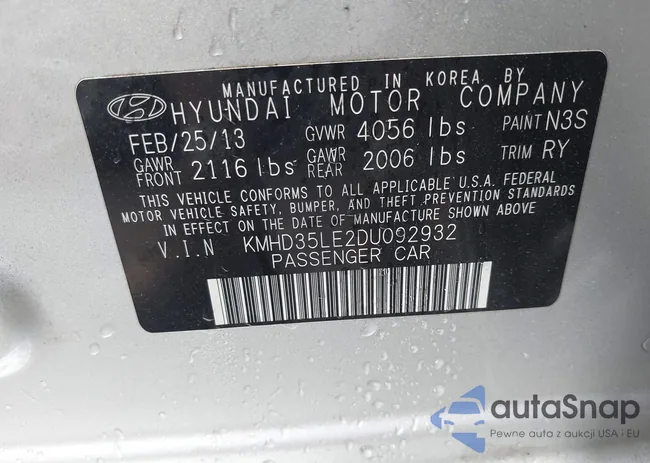 MANUFACTURED IN KOREA BY
HYUNDAI MOTOR COMPANY
FEB/25/13 GVWR 4056 lbs PAINT N3S
GAWR FRONT 2116 lbs GAWR REAR 2006 lbs TRIM RY
THIS VEHICLE CONFORMS TO ALL APPLICABLE U.S.A. FEDERAL
MOTOR VEHICLE SAFETY, BUMPER, AND THEFT PREVENTION STANDARDS
IN EFFECT ON THE DATE OF MANUFACTURE SHOWN ABOVE
V.I.N KMHD35LE2DU092932
PASSENGER CAR
autoSnap
Pewne auta z aukcji USA i EU